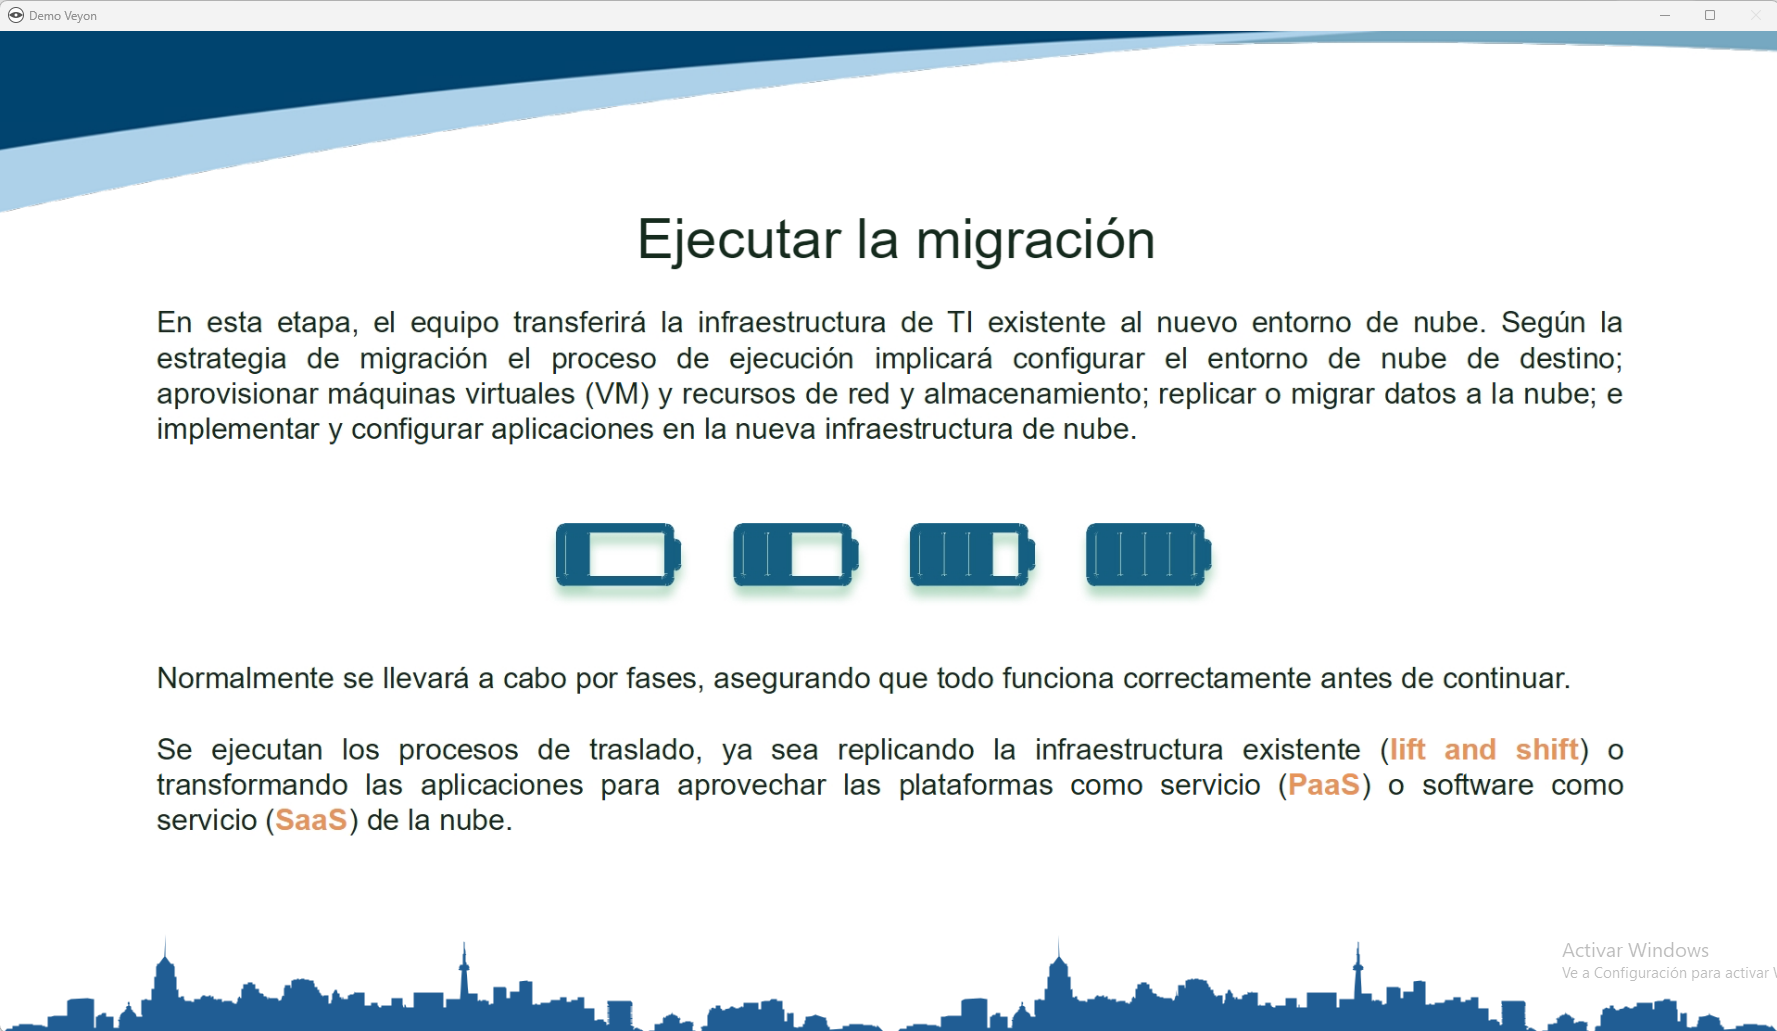 Demo Veyon
Ejecutar la migración
En esta etapa, el equipo transferirá la infraestructura de TI existente al nuevo entorno de nube. Según la
estrategia de migración el proceso de ejecución implicará configurar el entorno de nube de destino;
aprovisionar máquinas virtuales (VM) y recursos de red y almacenamiento; replicar o migrar datos a la nube; e
implementar y configurar aplicaciones en la nueva infraestructura de nube.
Normalmente se llevará a cabo por fases, asegurando que todo funciona correctamente antes de continuar.
Se ejecutan los procesos de traslado, ya sea replicando la infraestructura existente (lift and shift) o
transformando las aplicaciones para aprovechar las plataformas como servicio (PaaS) o software como
servicio (SaaS) de la nube.
Activar Windows
Ve a Configuración para activar